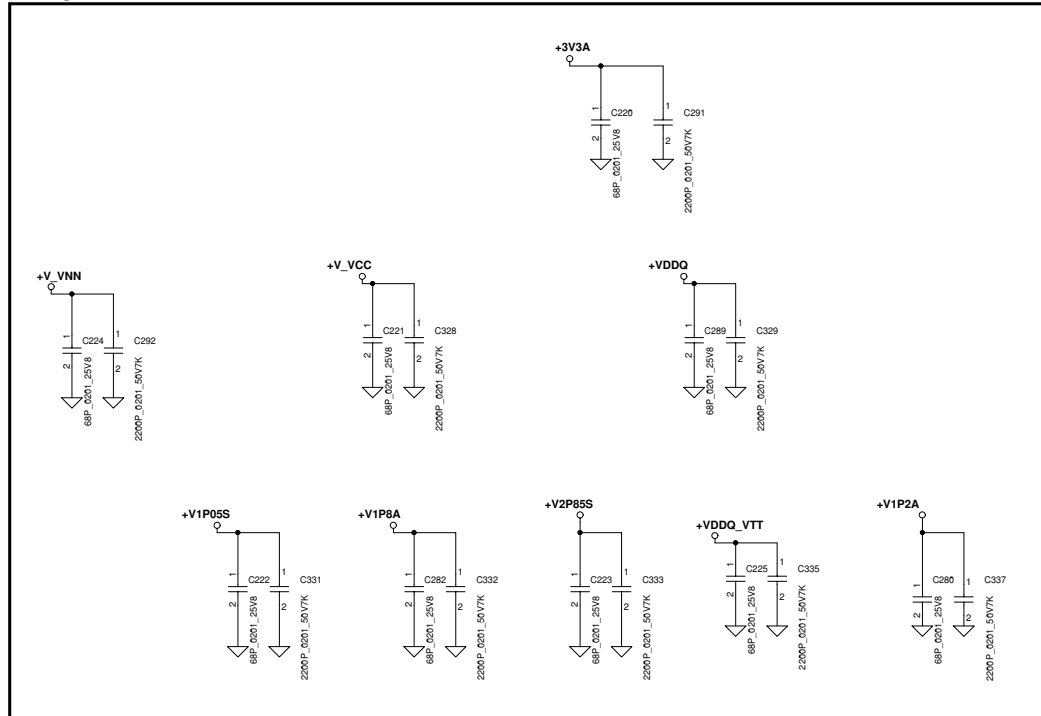 +3V3A
1
C220
2
68P_0201_25V8
1
C291
2
2200P_0201_50V7K
+V_VNN
1
C224
2
68P_0201_25V8
1
C292
2
2200P_0201_50V7K
+V_VCC
1
C221
2
68P_0201_25V8
1
C328
2
2200P_0201_50V7K
+VDDQ
1
C289
2
68P_0201_25V8
1
C329
2
2200P_0201_50V7K
+V1P05S
1
C222
2
68P_0201_25V8
1
C331
2
2200P_0201_50V7K
+V1P8A
1
C282
2
68P_0201_25V8
1
C332
2
2200P_0201_50V7K
+V2P85S
1
C223
2
68P_0201_25V8
1
C333
2
2200P_0201_50V7K
+VDDQ_VTT
1
C225
2
68P_0201_25V8
1
C335
2
2200P_0201_50V7K
+V1P2A
1
C280
2
68P_0201_25V8
1
C337
2
2200P_0201_50V7K